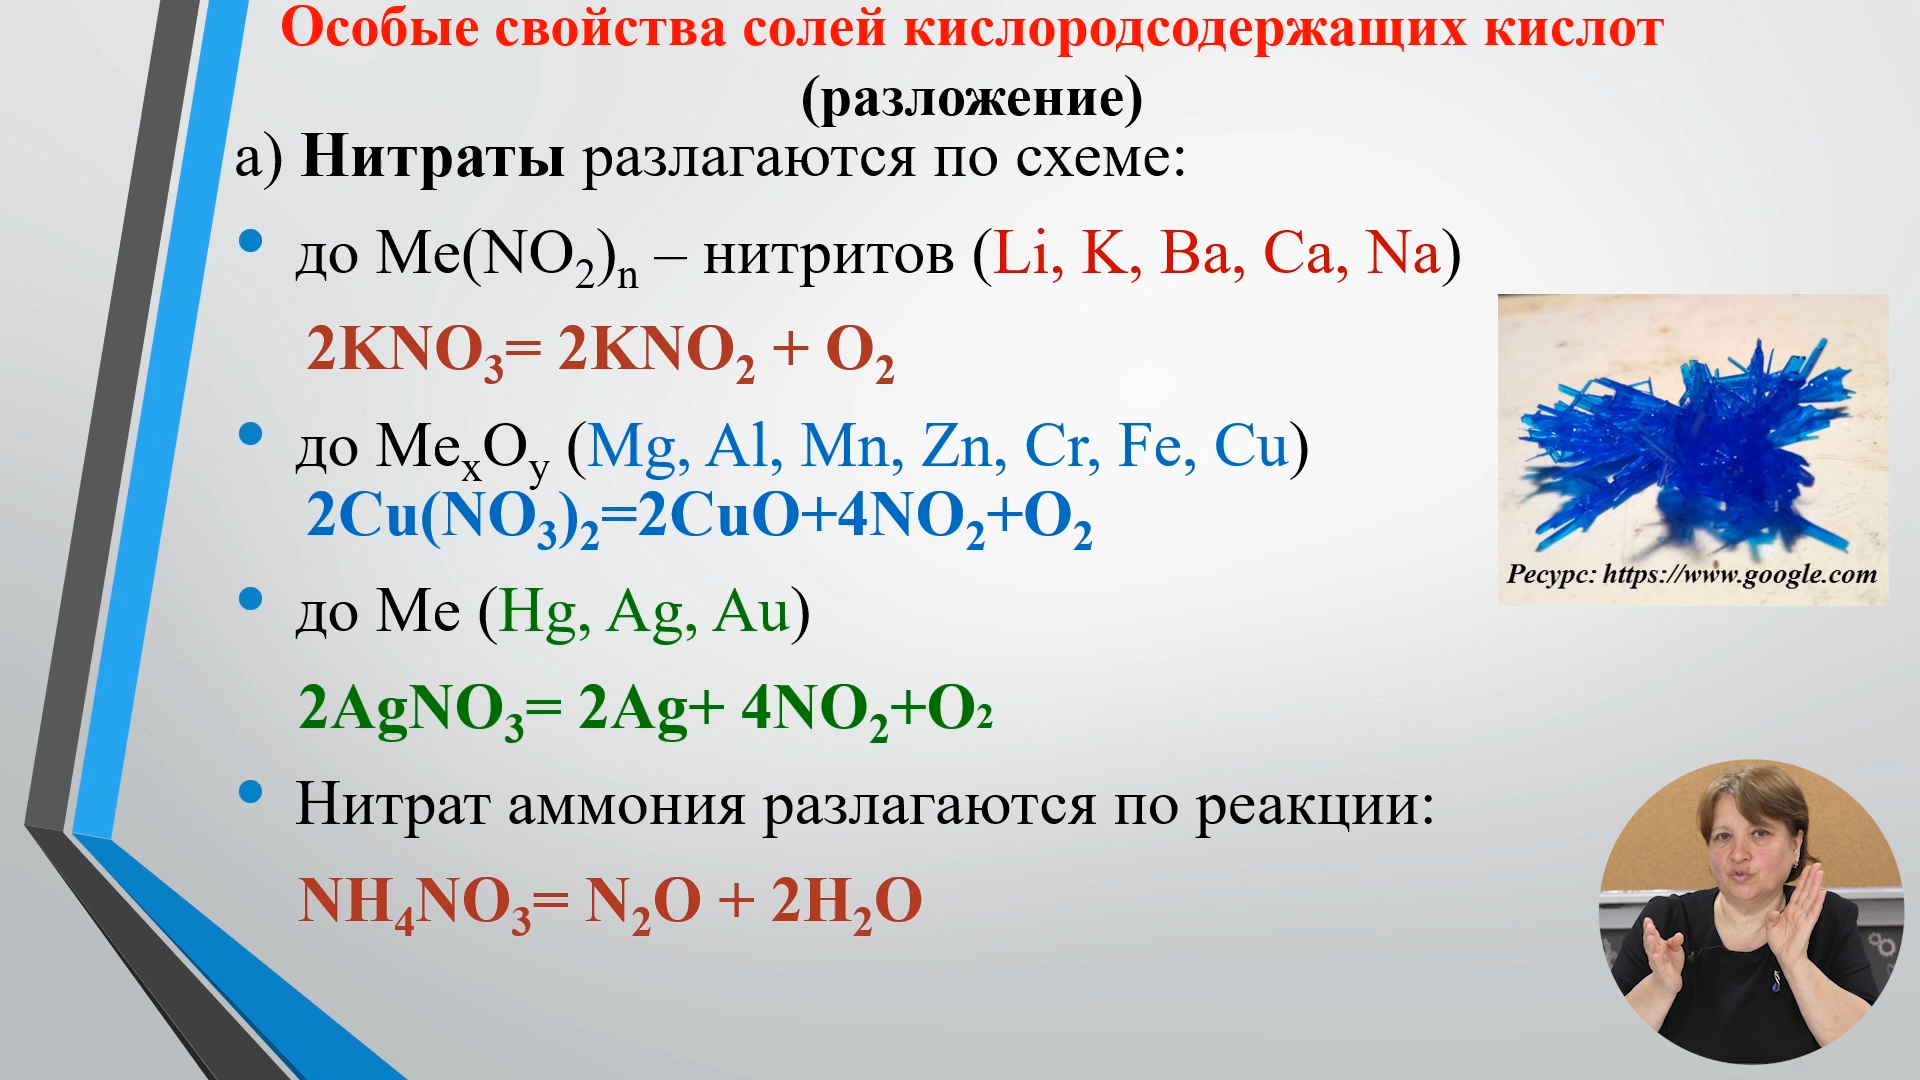 Особые свойства солей кислородсодержащих кислот
(разложение)
а) Нитраты разлагаются по схеме:
• до Me(NO₂)ₙ – нитритов (Li, K, Ba, Ca, Na)
2KNO₃= 2KNO₂ + O₂
• до MeₓOᵧ (Mg, Al, Mn, Zn, Cr, Fe, Cu)
2Cu(NO₃)₂=2CuO+4NO₂+O₂
• до Me (Hg, Ag, Au)
2AgNO₃= 2Ag+ 4NO₂+O₂
• Нитрат аммония разлагаются по реакции:
NH₄NO₃= N₂O + 2H₂O
Ресурс: https://www.google.com